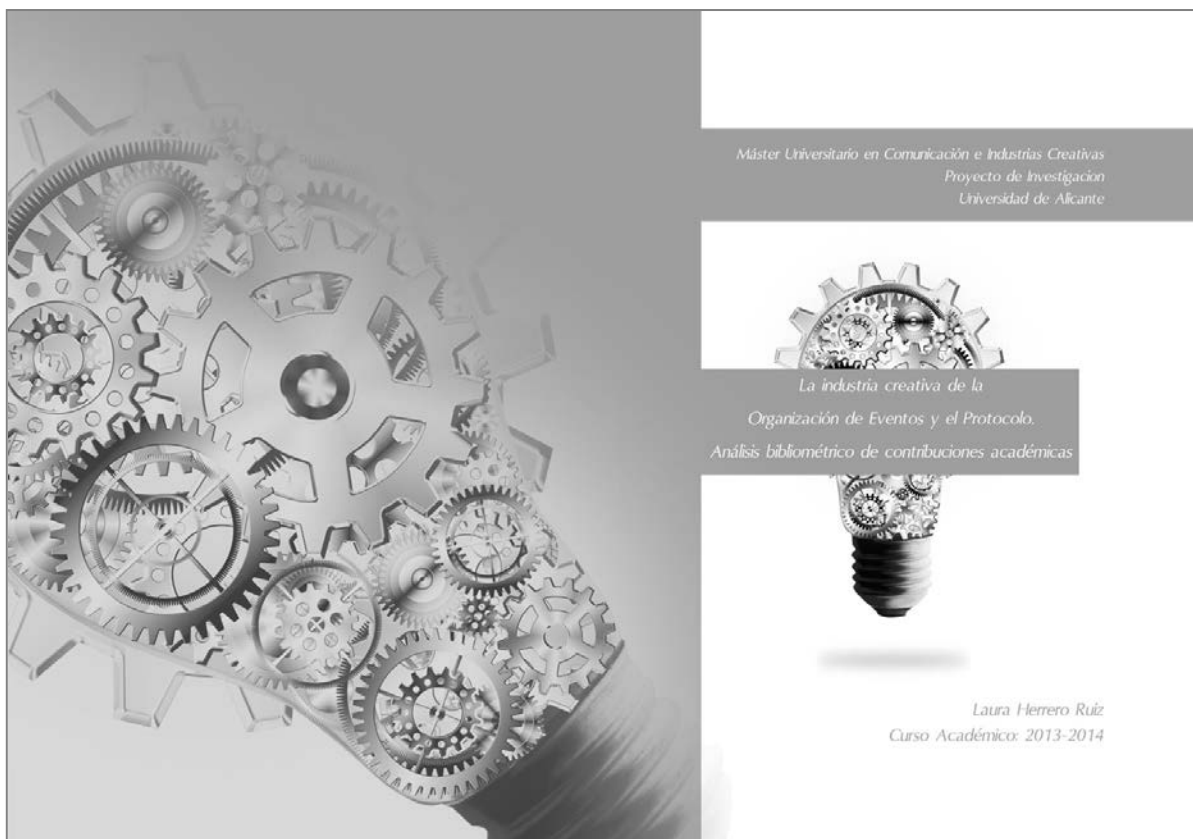 Máster Universitario en Comunicación e Industrias Creativas
Proyecto de Investigacion
Universidad de Alicante
La industria creativa de la
Organización de Eventos y el Protocolo.
Análisis bibliométrico de contribuciones académicas
Laura Herrero Ruiz
Curso Académico: 2013-2014